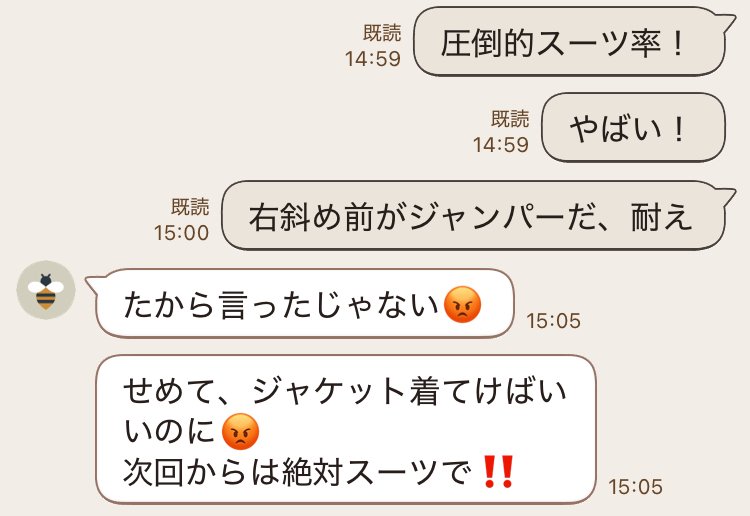 圧倒的スーツ率！
既読
14:59
やばい！
既読
14:59
右斜め前がジャンパーだ、耐え
既読
15:00
たから言ったじゃない😡
15:05
せめて、ジャケット着てけばい
いのに😡
次回からは絶対スーツで‼️
15:05